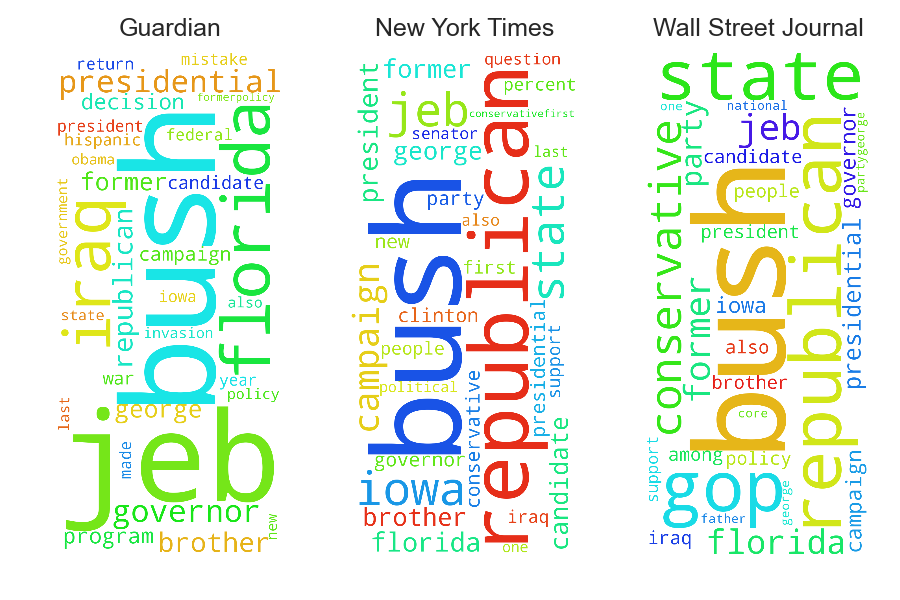 Guardian
return
mistake
presidential
decision
formerpolicy
president
federal
hispanic
obama
former
candidate
bush
florida
iraq
government
republican
campaign
iowa
also
state
invasion
war
year
policy
last
george
jeb
made
governor
new
program
brother
New York Times
question
former
percent
president
jeb
conservativefirst
senator
george
last
republican
bush
party
state
also
new
first
campaign
clinton
presidential
people
support
political
conservative
governor
candidate
iowa
brother
iraq
florida
one
Wall Street Journal
state
one
national
party
jeb
governor
partygeorge
conservative
candidate
republican
bush
people
president
presidential
former
iowa
also
brother
core
among
policy
support
gop
george
campaign
father
iraq
florida